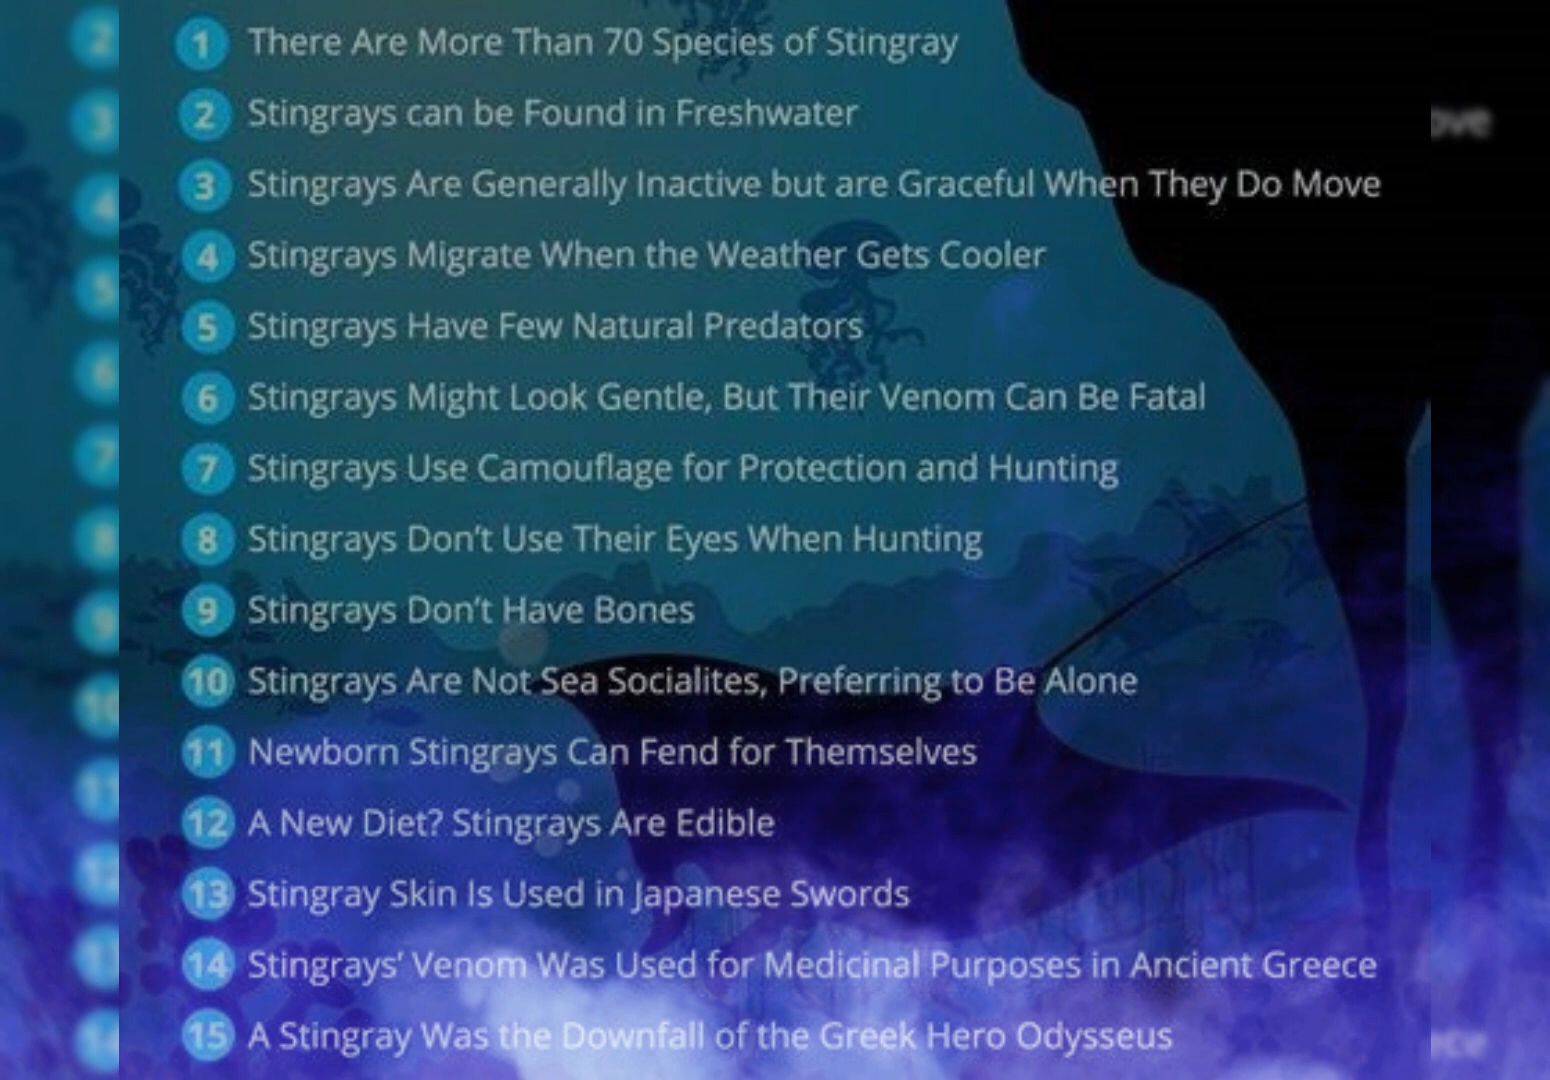 1 There Are More Than 70 Species of Stingray
2 Stingrays can be Found in Freshwater
3 Stingrays Are Generally Inactive but are Graceful When They Do Move
4 Stingrays Migrate When the Weather Gets Cooler
5 Stingrays Have Few Natural Predators
6 Stingrays Might Look Gentle, But Their Venom Can Be Fatal
7 Stingrays Use Camouflage for Protection and Hunting
8 Stingrays Don’t Use Their Eyes When Hunting
9 Stingrays Don’t Have Bones
10 Stingrays Are Not Sea Socialites, Preferring to Be Alone
11 Newborn Stingrays Can Fend for Themselves
12 A New Diet? Stingrays Are Edible
13 Stingray Skin Is Used in Japanese Swords
14 Stingrays’ Venom Was Used for Medicinal Purposes in Ancient Greece
15 A Stingray Was the Downfall of the Greek Hero Odysseus